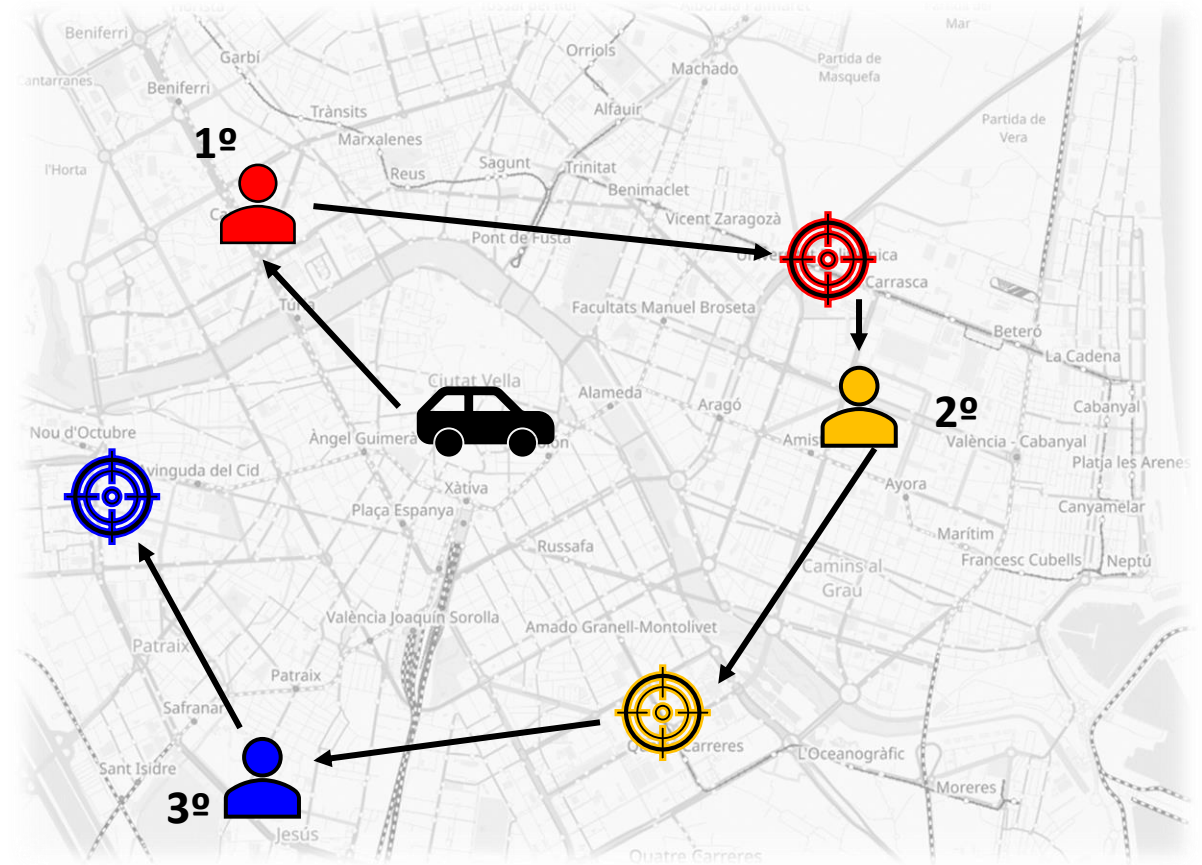 Beniferri
Garbí
Orriols
Machado
Partida de
Masquefa
Mar
Beniferri
Trànsits
Alfauir
Partida de
Vera
1º
Marxalenes
l'Horta
Reus
Sagunt
Trinitat
Benimaclet
Vicent Zaragozà
Pont de Fusta
Carrasca
Túria
Facultats Manuel Broseta
Beteró
La Cadena
Ciutat Vella
Alameda
Aragó
2º
Cabanyal
Nou d'Octubre
Àngel Guimerà
València - Cabanyal
Avinguda del Cid
Platja les Arenes
Xàtiva
Ayora
Plaça Espanya
Canyamelar
Marítim
Russafa
Francesc Cubells
Neptú
Camins al
Grau
València Joaquín Sorolla
Amado Granell-Montolivet
Patraix
Patraix
Safranar
L'Oceanogràfic
Sant Isidre
Moreres
3º
Jesús
Quatre Carreres